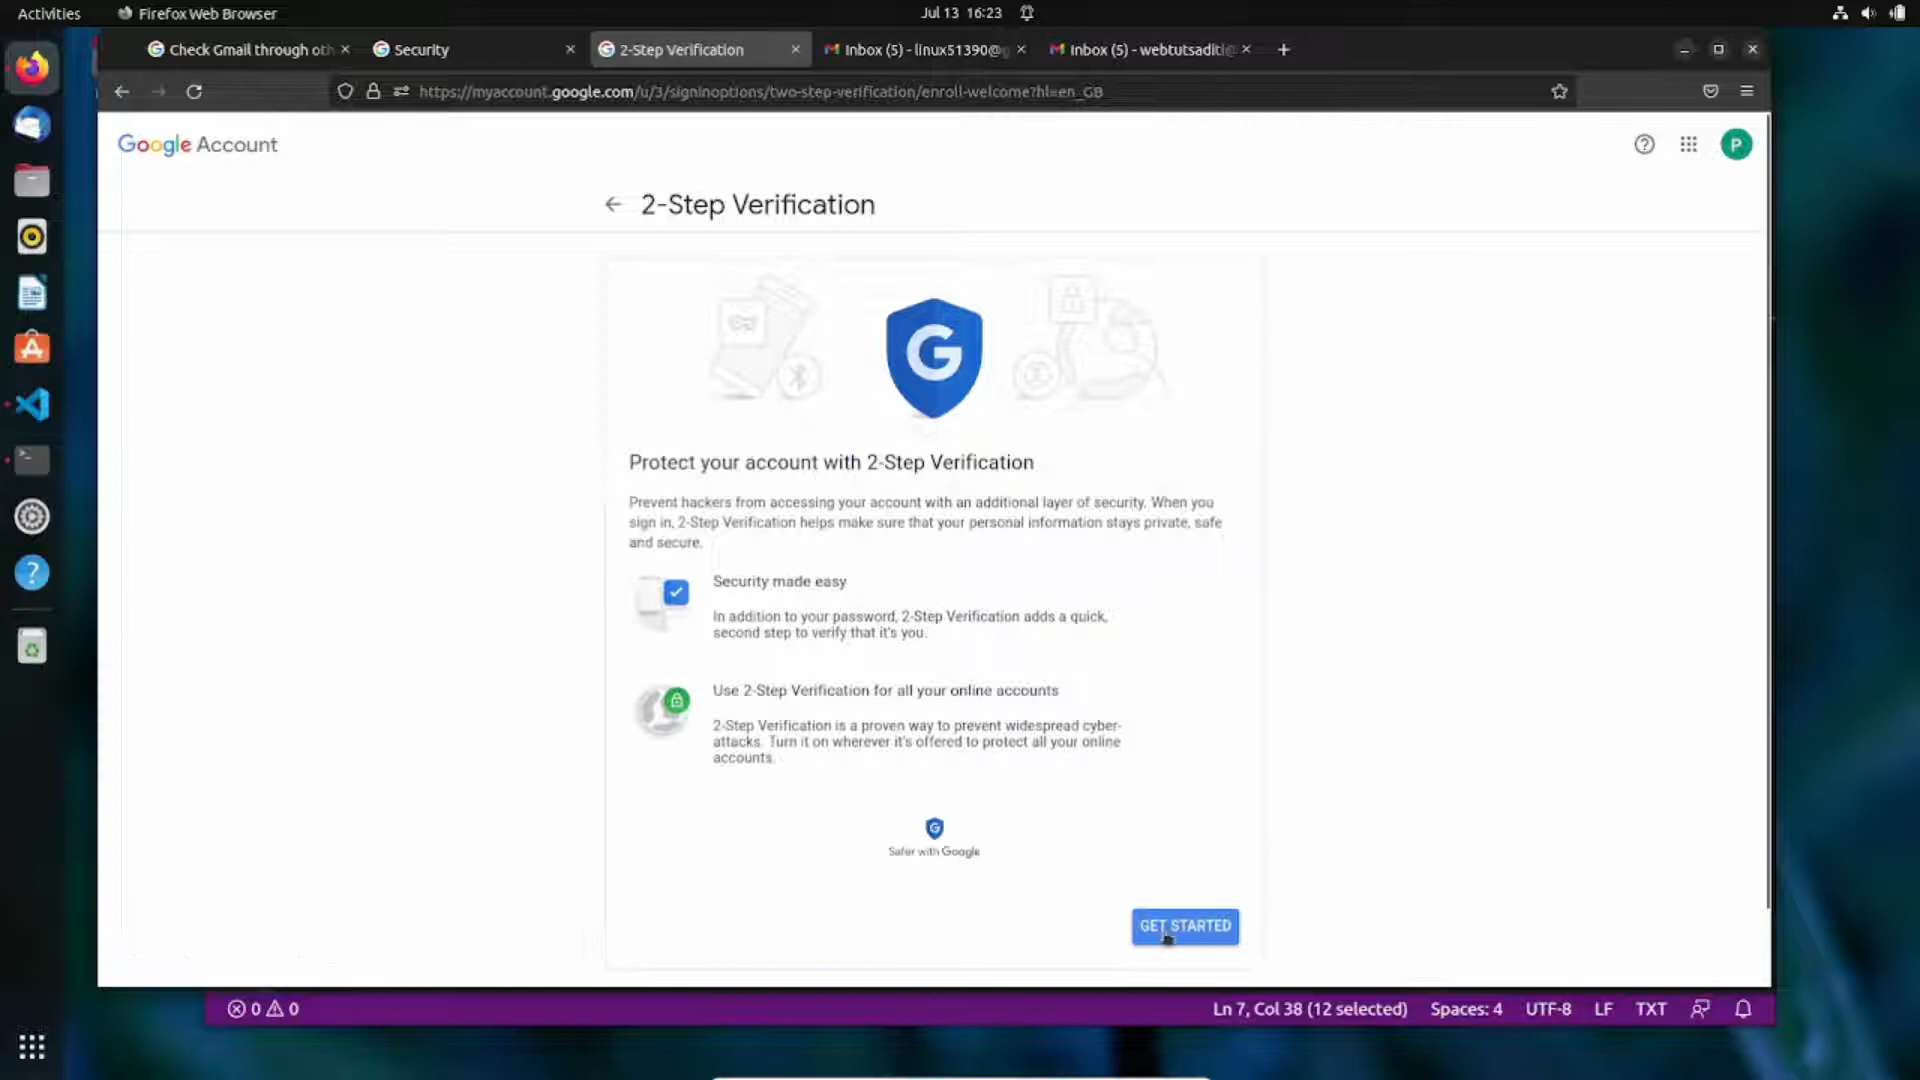 Activities
Firefox Web Browser
Jul 13 16:23
Check Gmail through oth
Security
2-Step Verification
Inbox (5) - linux51390@g
Inbox (5) - webtutsaditi@
https://myaccount.google.com/u/3/signinoptions/two-step-verification/enroll-welcome?hl=en_GB
Google Account
P
2-Step Verification
G
Protect your account with 2-Step Verification
Prevent hackers from accessing your account with an additional layer of security. When you
sign in, 2-Step Verification helps make sure that your personal information stays private, safe
and secure.
Security made easy
In addition to your password, 2-Step Verification adds a quick,
second step to verify that it's you.
Use 2-Step Verification for all your online accounts
2-Step Verification is a proven way to prevent widespread cyber-
attacks. Turn it on wherever it's offered to protect all your online
accounts.
G
Safer with Google
GET STARTED
0 0
Ln 7, Col 38 (12 selected)
Spaces: 4
UTF-8
LF
TXT